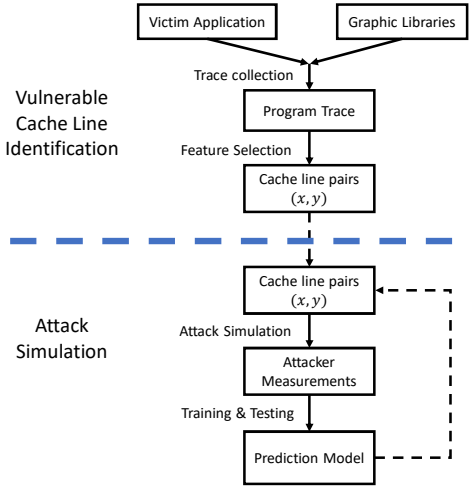 Victim Application
Graphic Libraries
Trace collection
Vulnerable
Cache Line
Identification
Program Trace
Feature Selection
Cache line pairs
(x, y)
Cache line pairs
(x, y)
Attack
Simulation
Attack Simulation
Attacker
Measurements
Training & Testing
Prediction Model